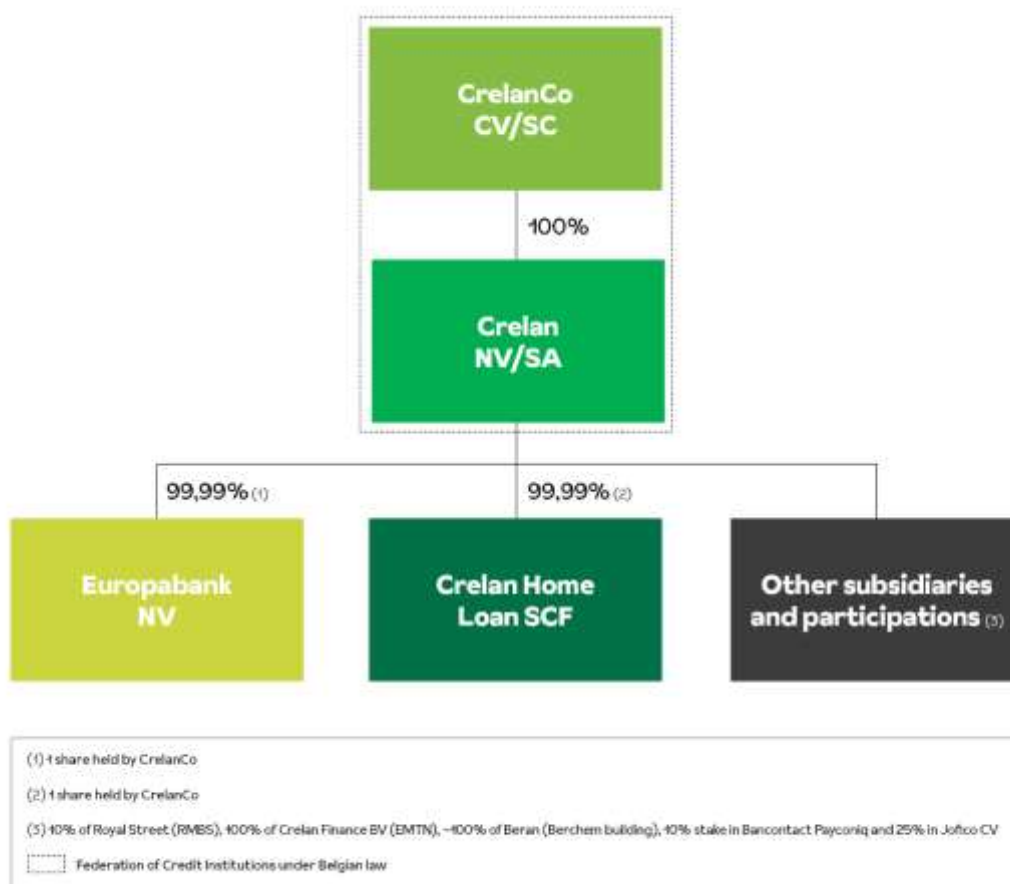 CrelanCo
CV/SC
100%
Crelan
NV/SA
99,99% (1)
99,99% (2)
Europabank
NV
Crelan Home
Loan SCF
Other subsidiaries
and participations (3)
(1) 1 share held by CrelanCo
(2) 1 share held by CrelanCo
(3) 10% of Royal Street (RMBS), 100% of Crelan Finance BV (EMTN), ~100% of Beran (Berchem building), 10% stake in Bancontact Payconiq and 25% in Jofico CV
Federation of Credit Institutions under Belgian law